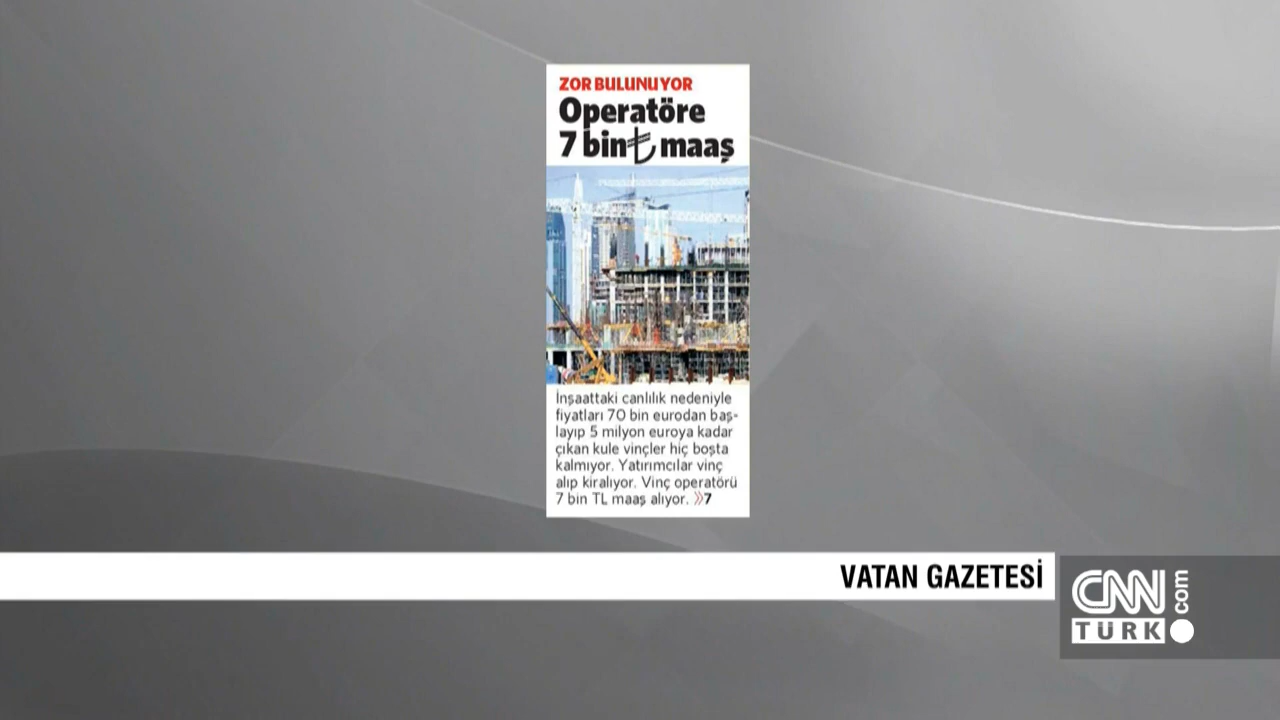 ZOR BULUNUYOR
Operatöre
7 bin₺ maaş
İnşaattaki canlılık nedeniyle
fiyatları 70 bin eurodan baş-
layıp 5 milyon euroya kadar
çıkan kule vinçler hiç boşta
kalmıyor. Yatırımcılar vinç
alıp kiralıyor. Vinç operatörü
7 bin TL maaş alıyor. »7
VATAN GAZETESİ
CNN
TÜRK
.com